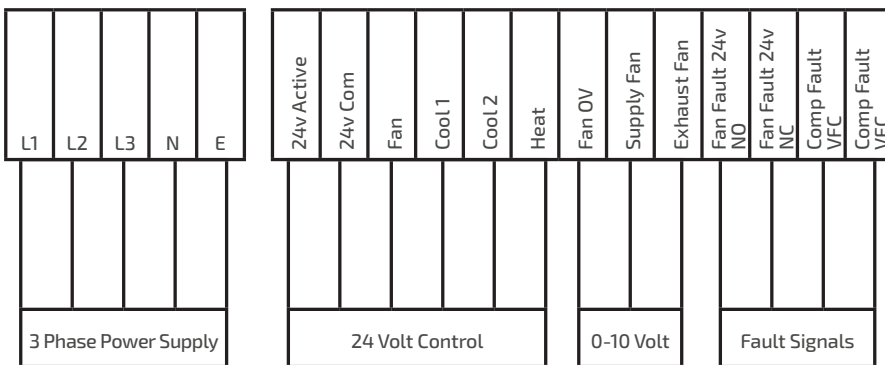 L1
L2
L3
N
E
24v Active
24v Com
Fan
Cool 1
Cool 2
Heat
Fan 0V
Supply Fan
Exhaust Fan
Fan Fault 24v
NO
Fan Fault 24v
NC
Comp Fault
VFC
Comp Fault
VFC
3 Phase Power Supply
24 Volt Control
0-10 Volt
Fault Signals